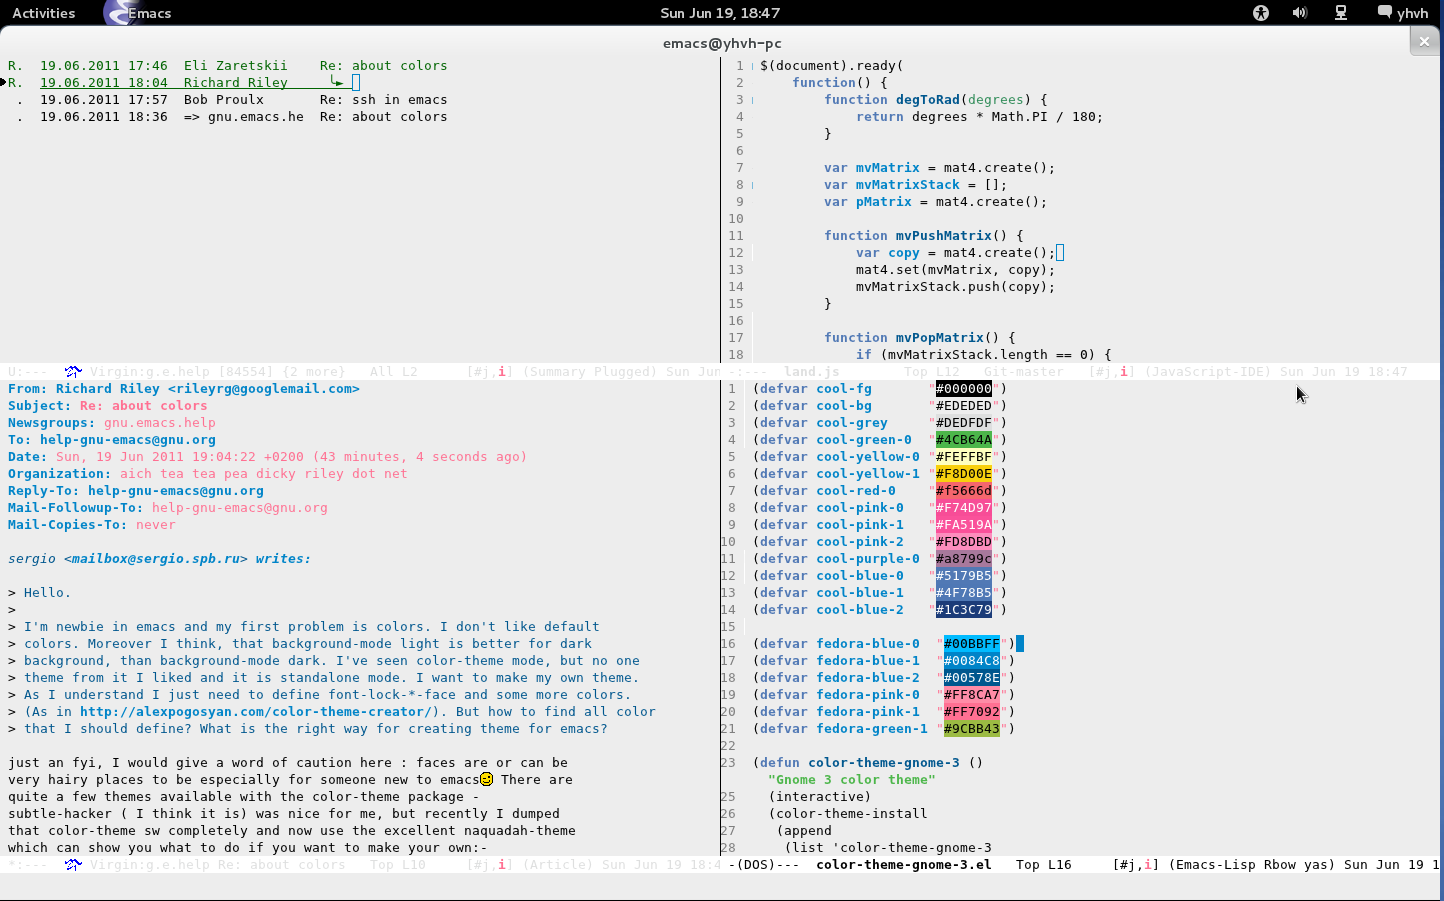 Activities Emacs Sun Jun 19, 18:47 yhvh
emacs@yhvh-pc
R. 19.06.2011 17:46 Eli Zaretskii Re: about colors
R. 19.06.2011 18:04 Richard Riley
. 19.06.2011 17:57 Bob Proulx Re: ssh in emacs
. 19.06.2011 18:36 => gnu.emacs.he Re: about colors
U:--- Virgin:g.e.help [84554] {2 more} All L2 [#j,i] (Summary Plugged) Sun Jun
1 $(document).ready(
2 function() {
3 function degToRad(degrees) {
4 return degrees * Math.PI / 180;
5 }
6
7 var mvMatrix = mat4.create();
8 var mvMatrixStack = [];
9 var pMatrix = mat4.create();
10
11 function mvPushMatrix() {
12 var copy = mat4.create();
13 mat4.set(mvMatrix, copy);
14 mvMatrixStack.push(copy);
15 }
16
17 function mvPopMatrix() {
18 if (mvMatrixStack.length == 0) {
-:--- land.js Top L12 Git-master [#j,i] (JavaScript-IDE) Sun Jun 19 18:47
From: Richard Riley <rileyrg@googlemail.com>
Subject: Re: about colors
Newsgroups: gnu.emacs.help
To: help-gnu-emacs@gnu.org
Date: Sun, 19 Jun 2011 19:04:22 +0200 (43 minutes, 4 seconds ago)
Organization: aich tea tea pea dicky riley dot net
Reply-To: help-gnu-emacs@gnu.org
Mail-Followup-To: help-gnu-emacs@gnu.org
Mail-Copies-To: never
sergio <mailbox@sergio.spb.ru> writes:
> Hello.
>
> I'm newbie in emacs and my first problem is colors. I don't like default
> colors. Moreover I think, that background-mode light is better for dark
> background, than background-mode dark. I've seen color-theme mode, but no one
> theme from it I liked and it is standalone mode. I want to make my own theme.
> As I understand I just need to define font-lock-*-face and some more colors.
> (As in http://alexpogosyan.com/color-theme-creator/). But how to find all color
> that I should define? What is the right way for creating theme for emacs?
just an fyi, I would give a word of caution here : faces are or can be
very hairy places to be especially for someone new to emacs There are
quite a few themes available with the color-theme package -
subtle-hacker ( I think it is) was nice for me, but recently I dumped
that color-theme sw completely and now use the excellent naquadah-theme
which can show you what to do if you want to make your own:-
*:--- Virgin:g.e.help Re: about colors Top L10 [#j,i] (Article) Sun Jun 19 18:4
1 (defvar cool-fg "#000000")
2 (defvar cool-bg "#EDEDED")
3 (defvar cool-grey "#DEDFDF")
4 (defvar cool-green-0 "#4CB64A")
5 (defvar cool-yellow-0 "#FEFFBF")
6 (defvar cool-yellow-1 "#F8D00E")
7 (defvar cool-red-0 "#f5666d")
8 (defvar cool-pink-0 "#F74D97")
9 (defvar cool-pink-1 "#FA519A")
10 (defvar cool-pink-2 "#FD8DBD")
11 (defvar cool-purple-0 "#a8799c")
12 (defvar cool-blue-0 "#5179B5")
13 (defvar cool-blue-1 "#4F78B5")
14 (defvar cool-blue-2 "#1C3C79")
15
16 (defvar fedora-blue-0 "#00BBFF")
17 (defvar fedora-blue-1 "#0084C8")
18 (defvar fedora-blue-2 "#00578E")
19 (defvar fedora-pink-0 "#FF8CA7")
20 (defvar fedora-pink-1 "#FF7092")
21 (defvar fedora-green-1 "#9CBB43")
22
23 (defun color-theme-gnome-3 ()
"Gnome 3 color theme"
25 (interactive)
26 (color-theme-install
27 (append
28 (list 'color-theme-gnome-3
-(DOS)--- color-theme-gnome-3.el Top L16 [#j,i] (Emacs-Lisp Rbow yas) Sun Jun 19 1